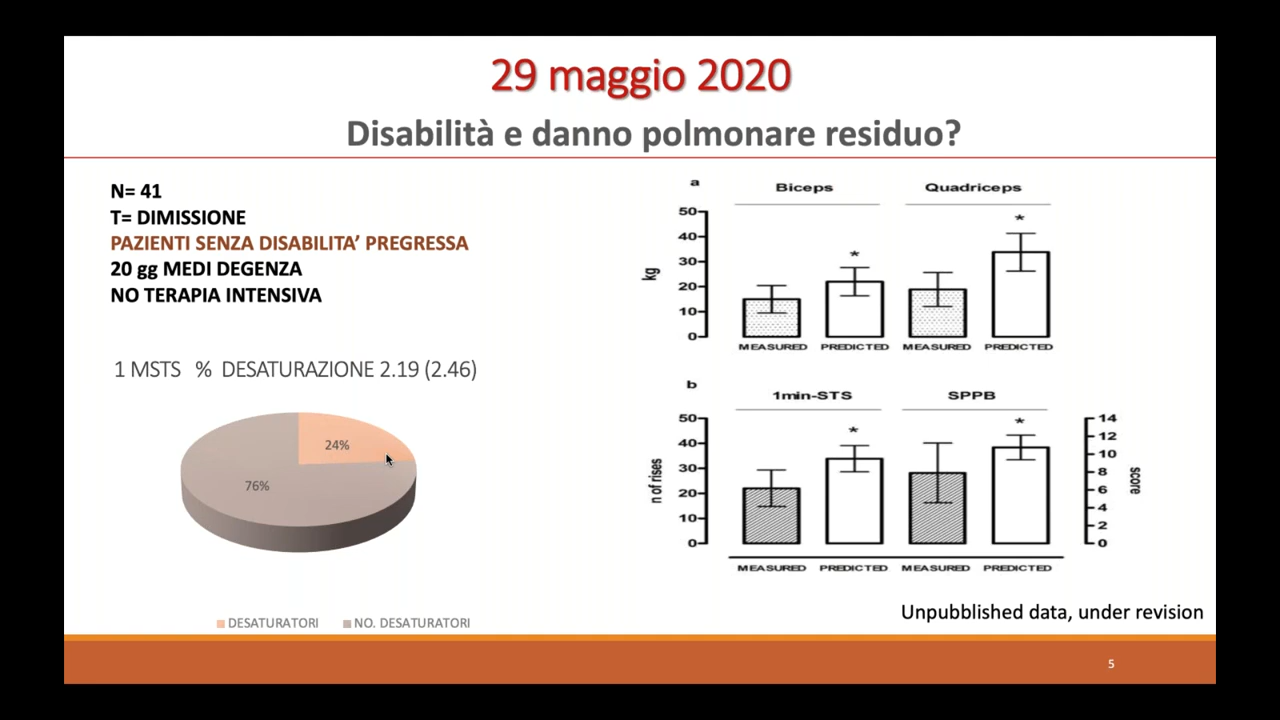 29 maggio 2020
Disabilità e danno polmonare residuo?
N= 41
T= DIMISSIONE
PAZIENTI SENZA DISABILITA’ PREGRESSA
20 gg MEDI DEGENZA
NO TERAPIA INTENSIVA
1 MSTS % DESATURAZIONE 2.19 (2.46)
24%
76%
DESATURATORI NO. DESATURATORI
a
Biceps Quadriceps
50
40
30
20
10
0
kg
* *
MEASURED PREDICTED MEASURED PREDICTED
b
1min-STS SPPB
50
40
30
20
10
0
n of rises
* *
14
12
10
8
6
4
2
0
score
MEASURED PREDICTED MEASURED PREDICTED
Unpubblished data, under revision
5